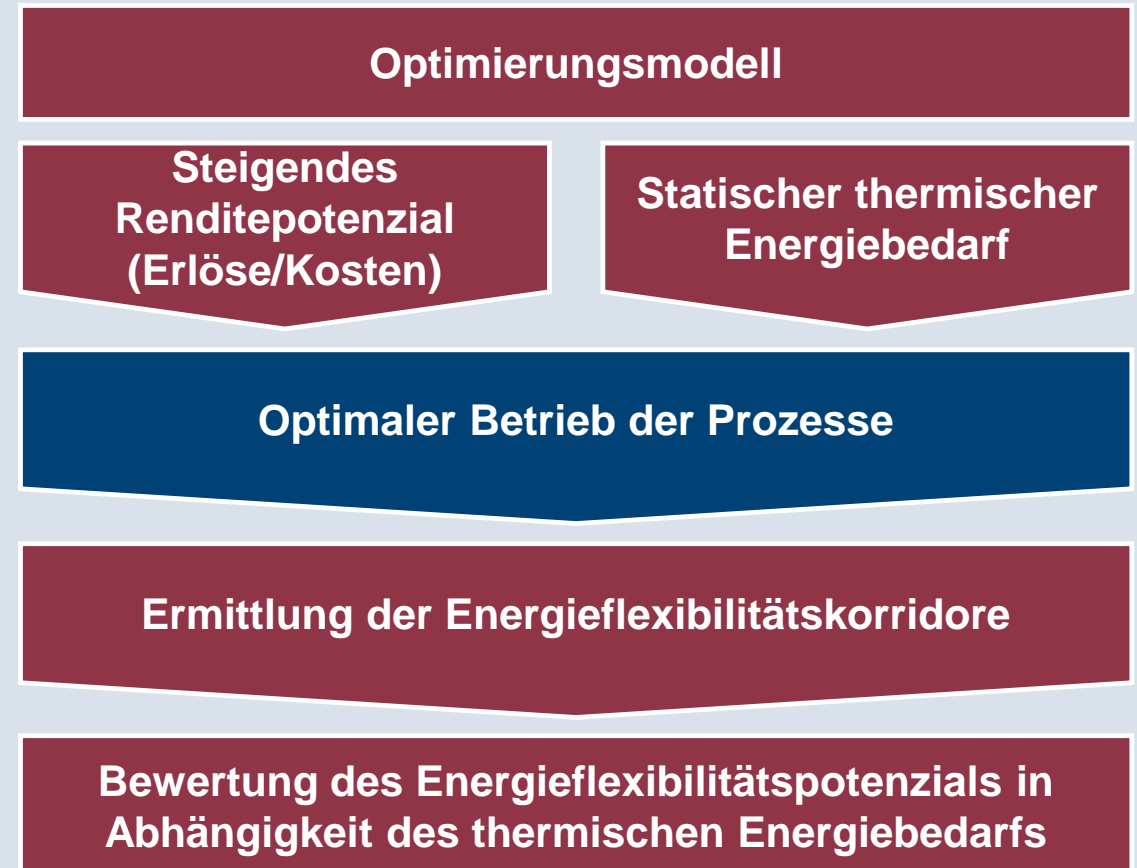 Optimierungsmodell
Steigendes
Renditepotenzial
(Erlöse/Kosten)
Statischer thermischer
Energiebedarf
Optimaler Betrieb der Prozesse
Ermittlung der Energieflexibilitätskorridore
Bewertung des Energieflexibilitätspotenzials in
Abhängigkeit des thermischen Energiebedarfs